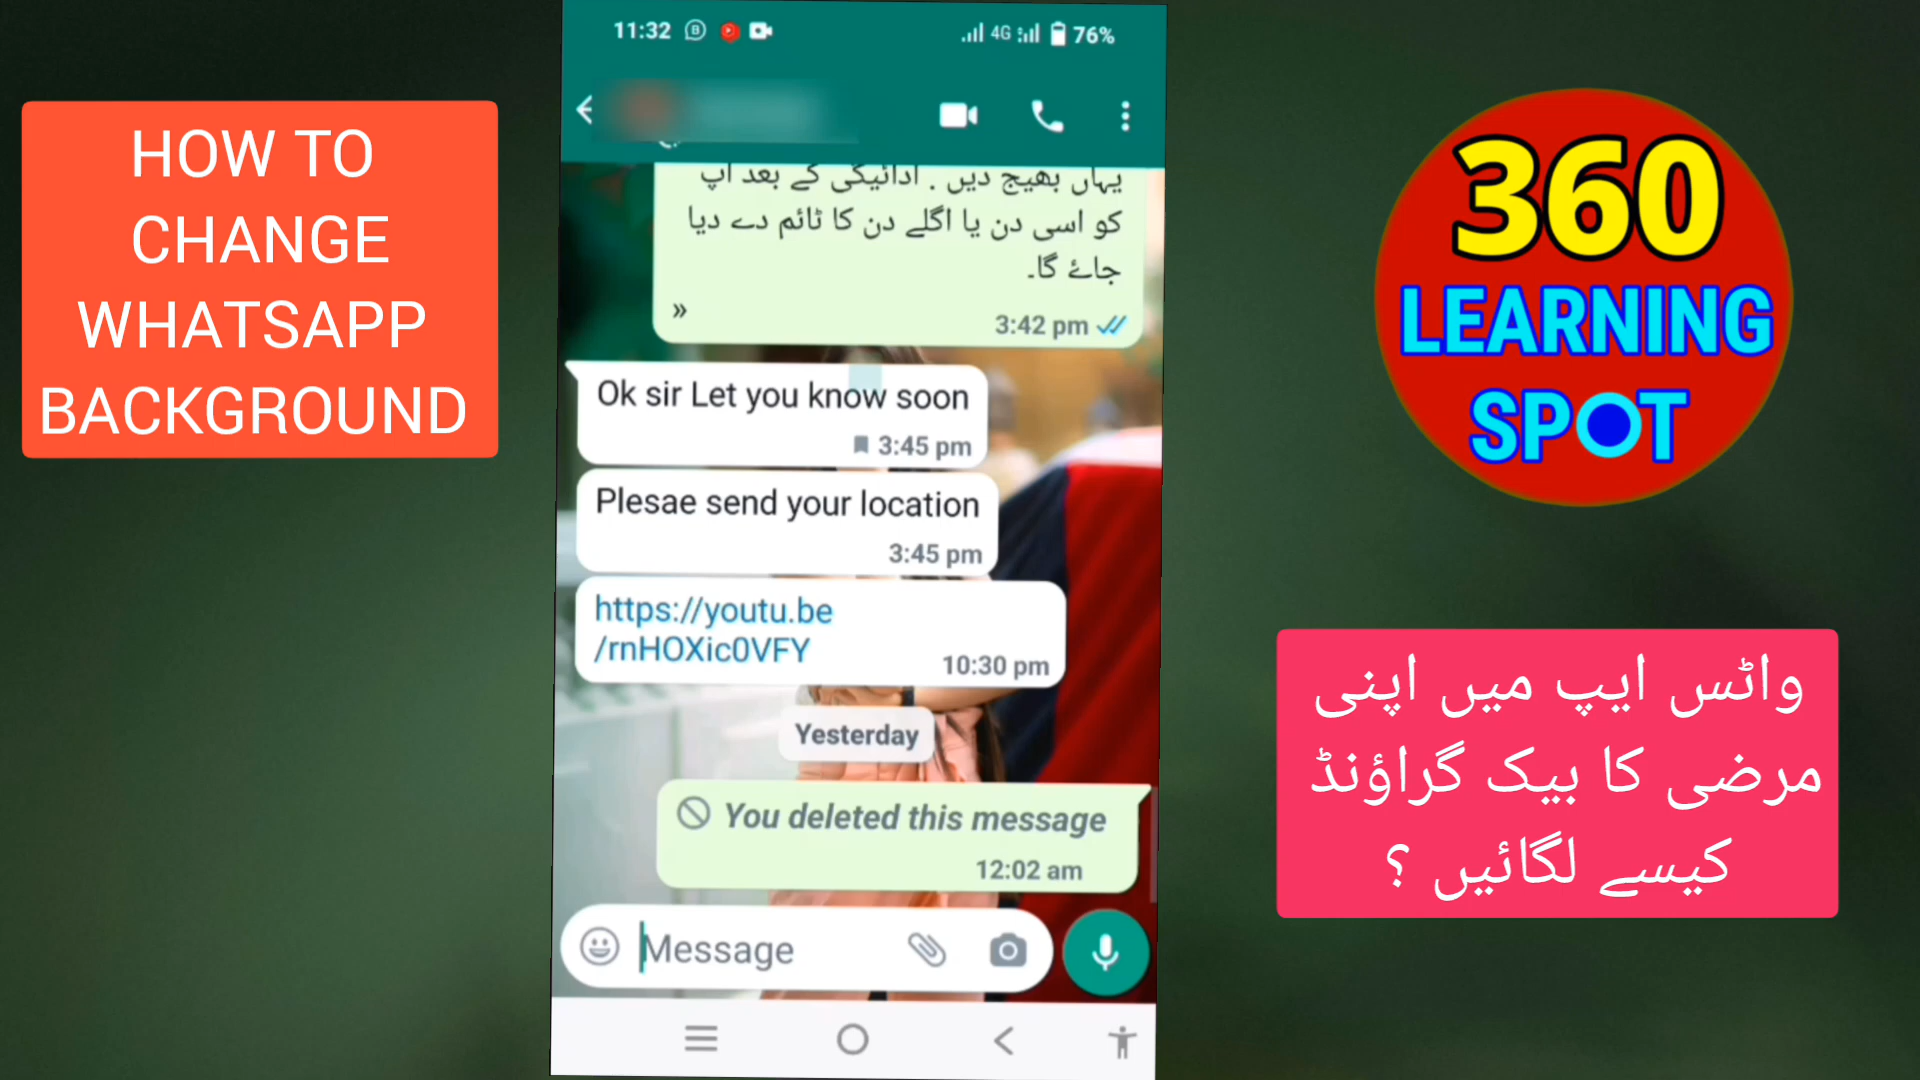 HOW TO
CHANGE
WHATSAPP
BACKGROUND
11:32
4G
76%
یہاں بھیج دیں . ادائیگی کے بعد آپ
کو اسی دن یا اگلے دن کا ٹائم دے دیا
جائے گا۔
»
3:42 pm
Ok sir Let you know soon
3:45 pm
Plesae send your location
3:45 pm
https://youtu.be
/rnHOXic0VFY
10:30 pm
Yesterday
You deleted this message
12:02 am
Message
360
LEARNING
SPOT
واٹس ایپ میں اپنی
مرضی کا بیک گراؤنڈ
کیسے لگائیں ؟